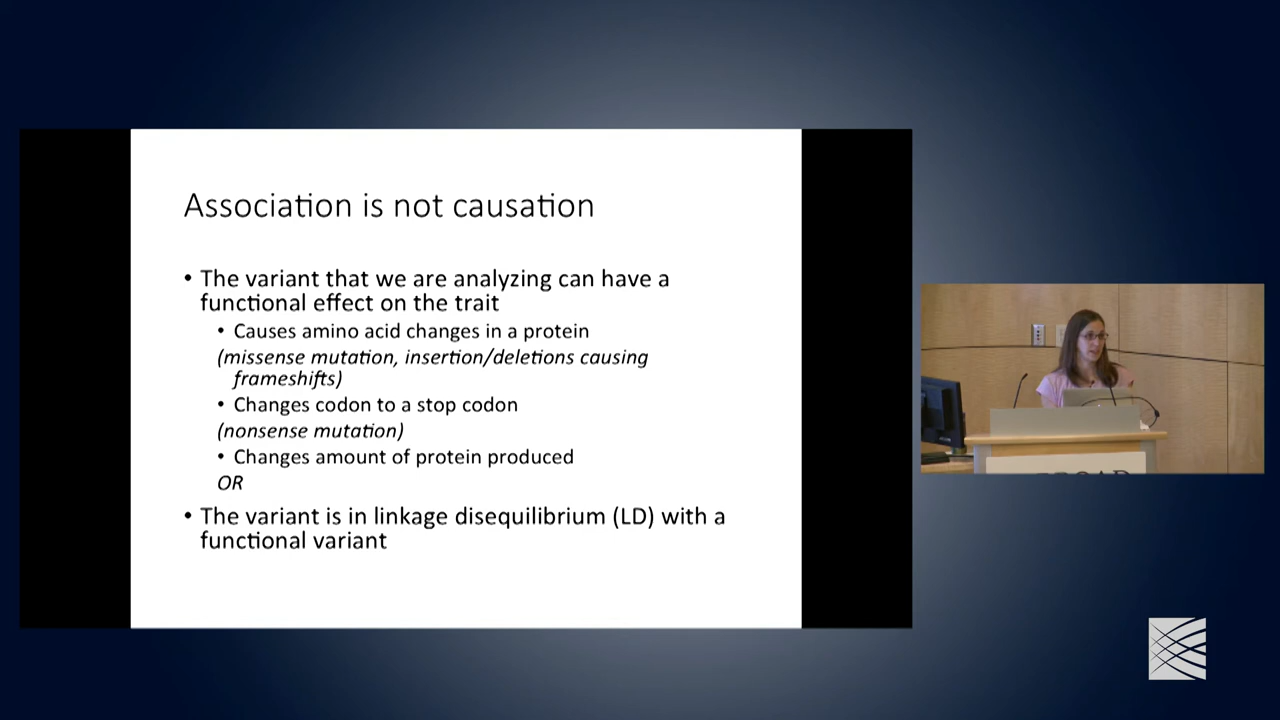 Association is not causation
• The variant that we are analyzing can have a
functional effect on the trait
• Causes amino acid changes in a protein
(missense mutation, insertion/deletions causing
frameshifts)
• Changes codon to a stop codon
(nonsense mutation)
• Changes amount of protein produced
OR
• The variant is in linkage disequilibrium (LD) with a
functional variant